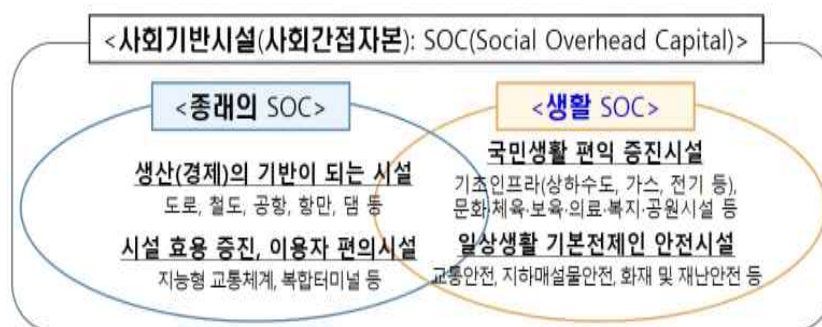 <사회기반시설(사회간접자본): SOC(Social Overhead Capital)>
<종래의 SOC>
생산(경제)의 기반이 되는 시설
도로, 철도, 공항, 항만, 댐 등
시설 효용 증진, 이용자 편의시설
지능형 교통체계, 복합터미널 등
<생활 SOC>
국민생활 편익 증진시설
기초인프라(상하수도, 가스, 전기 등),
문화·체육·보육·의료·복지·공원시설 등
일상생활 기본전제인 안전시설
교통안전, 지하매설물안전, 화재 및 재난안전 등